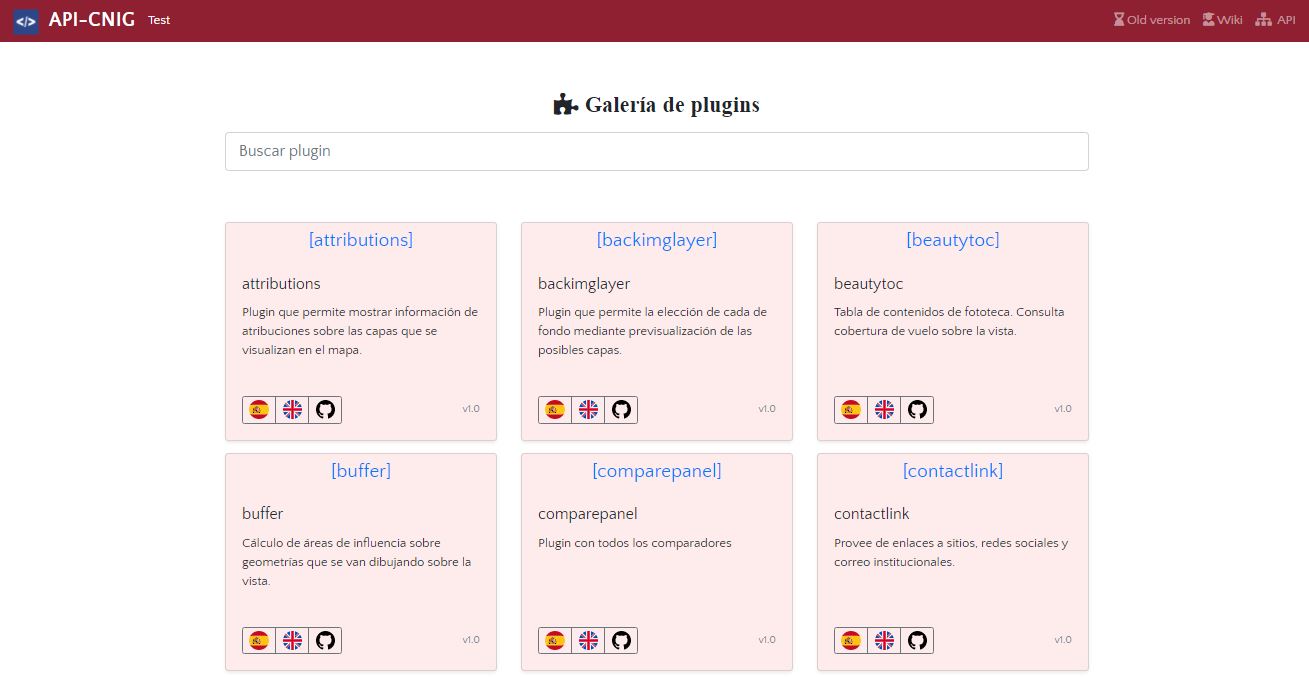 </> API-CNIG Test Old version Wiki API
Galería de plugins
Buscar plugin
[attributions]
attributions
Plugin que permite mostrar información de
atribuciones sobre las capas que se
visualizan en el mapa.
v1.0
[backimglayer]
backimglayer
Plugin que permite la elección de cada de
fondo mediante previsualización de las
posibles capas.
v1.0
[beautytoc]
beautytoc
Tabla de contenidos de fototeca. Consulta
cobertura de vuelo sobre la vista.
v1.0
[buffer]
buffer
Cálculo de áreas de influencia sobre
geometrías que se van dibujando sobre la
vista.
v1.0
[comparepanel]
comparepanel
Plugin con todos los comparadores
v1.0
[contactlink]
contactlink
Provee de enlaces a sitios, redes sociales y
correo institucionales.
v1.0